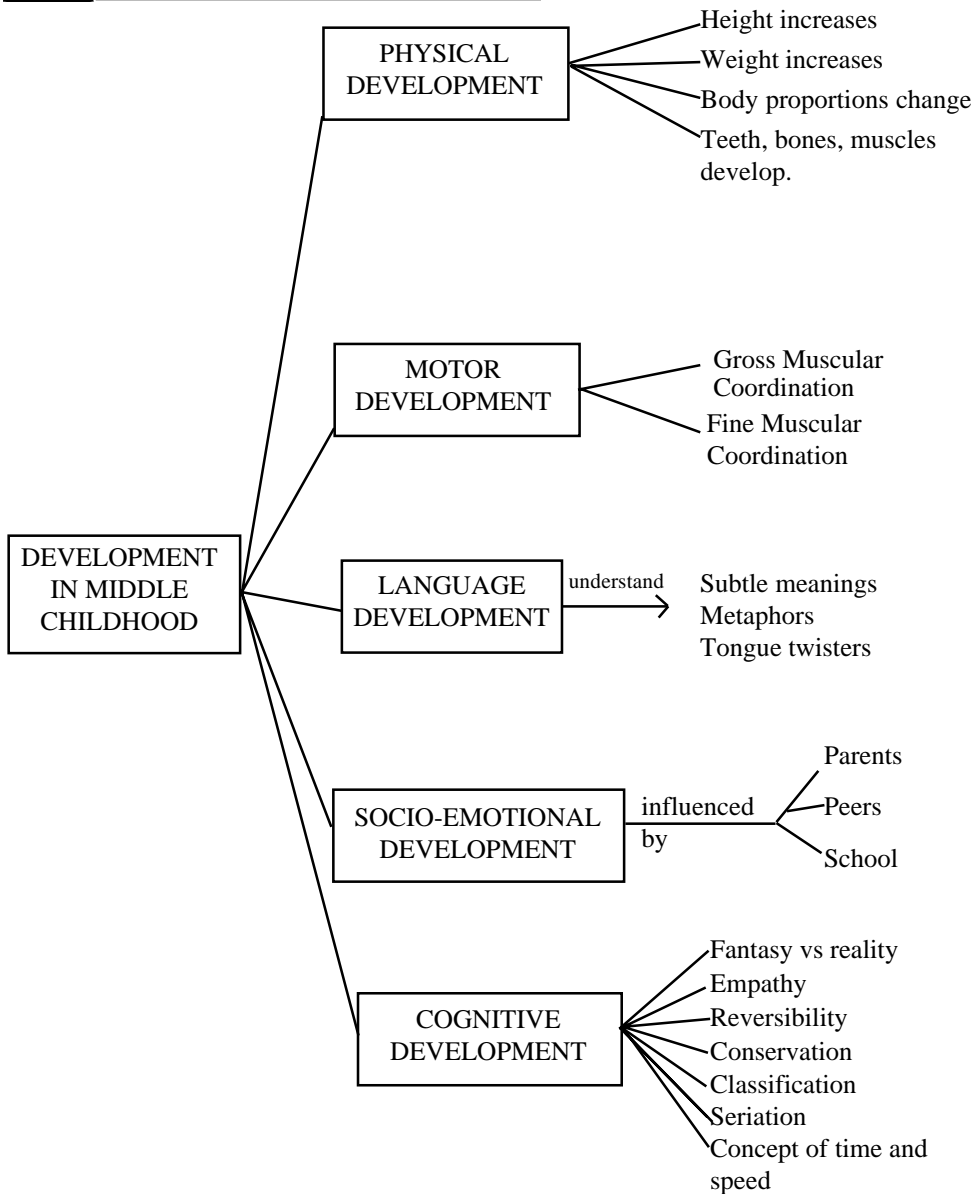 PHYSICAL
DEVELOPMENT
Height increases
Weight increases
Body proportions change
Teeth, bones, muscles
develop.
MOTOR
DEVELOPMENT
Gross Muscular
Coordination
Fine Muscular
Coordination
DEVELOPMENT
IN MIDDLE
CHILDHOOD
LANGUAGE
DEVELOPMENT
understand
Subtle meanings
Metaphors
Tongue twisters
SOCIO-EMOTIONAL
DEVELOPMENT
influenced
by
Parents
Peers
School
COGNITIVE
DEVELOPMENT
Fantasy vs reality
Empathy
Reversibility
Conservation
Classification
Seriation
Concept of time and
speed